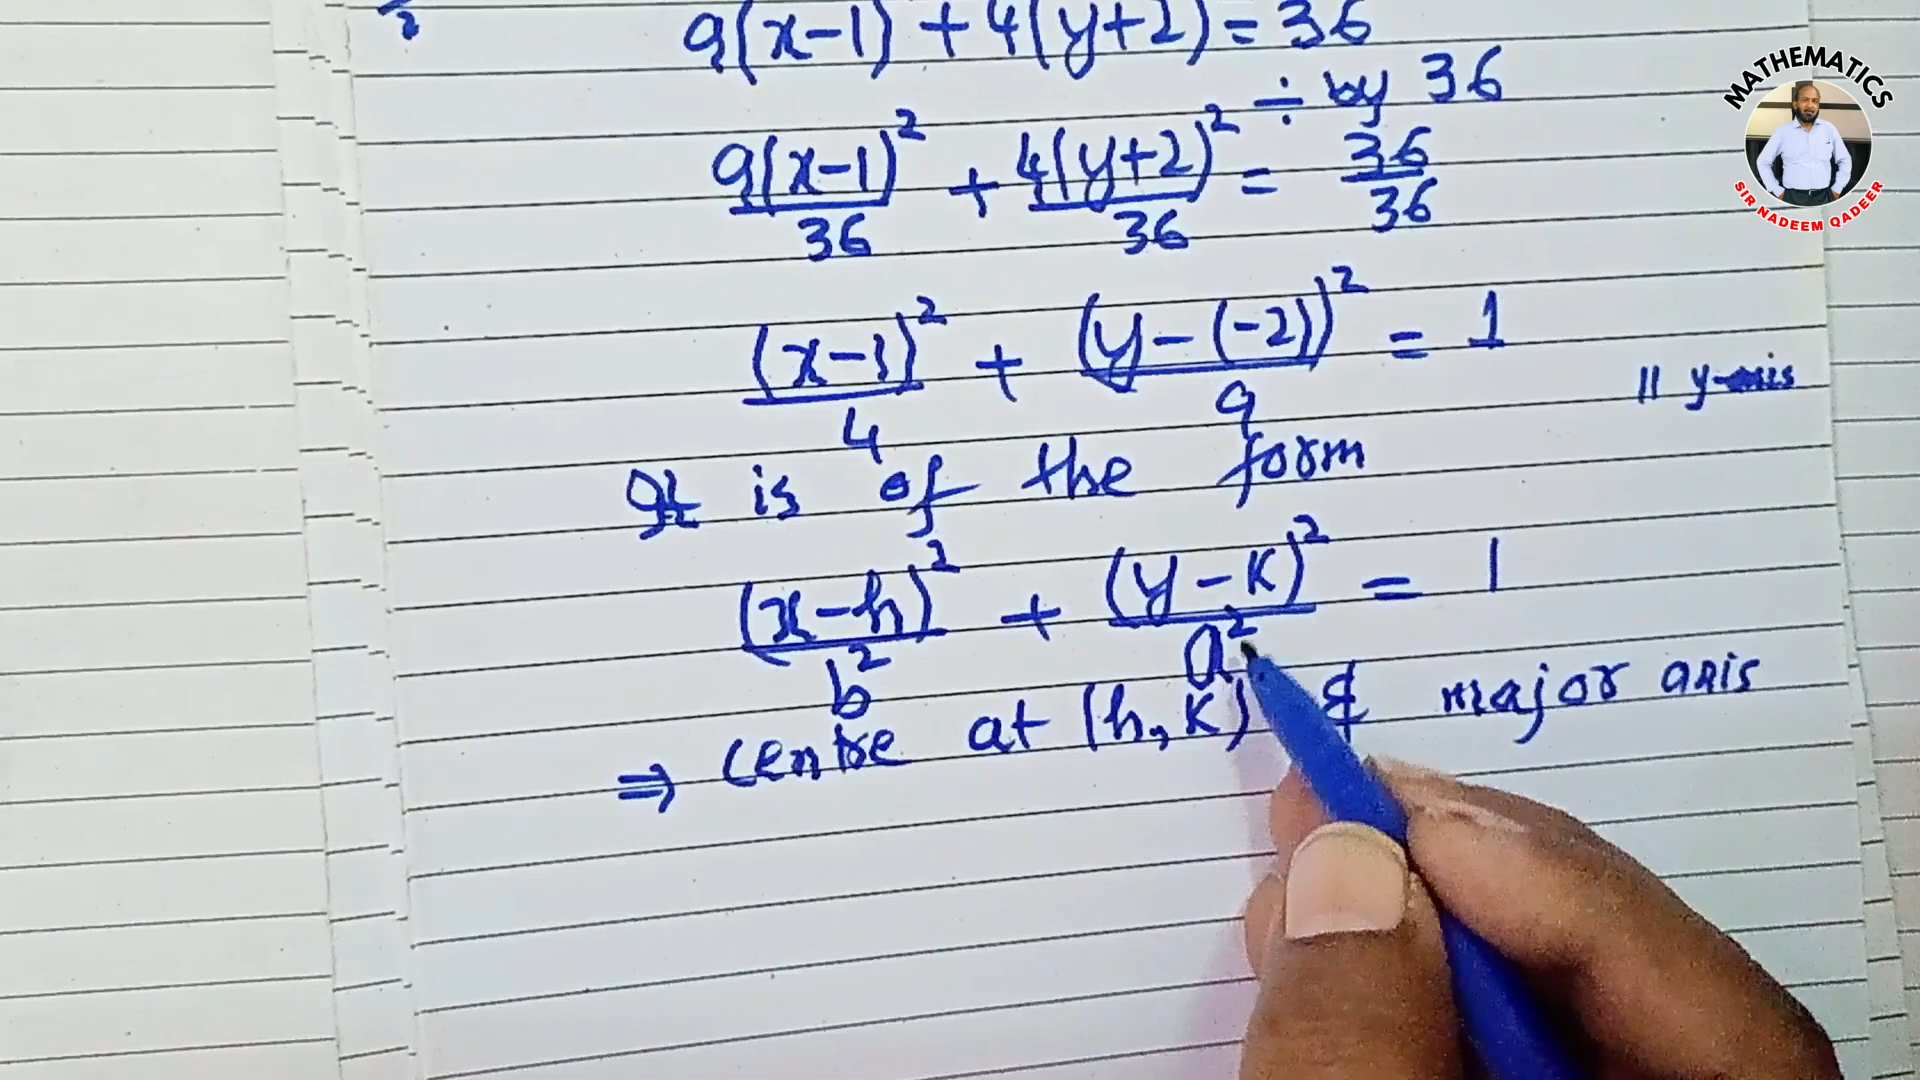 9(x-1) + 4(y+2) = 36
÷ by 36
9(x-1)²/36 + 4(y+2)²/36 = 36/36
(x-1)²/4 + (y-(-2))²/9 = 1
|| y-axis
It is of the form
(x-h)²/b² + (y-k)²/a² = 1
⇒ centre at (h, k) & major axis
MATHEMATICS
SIR NADEEM QADEER